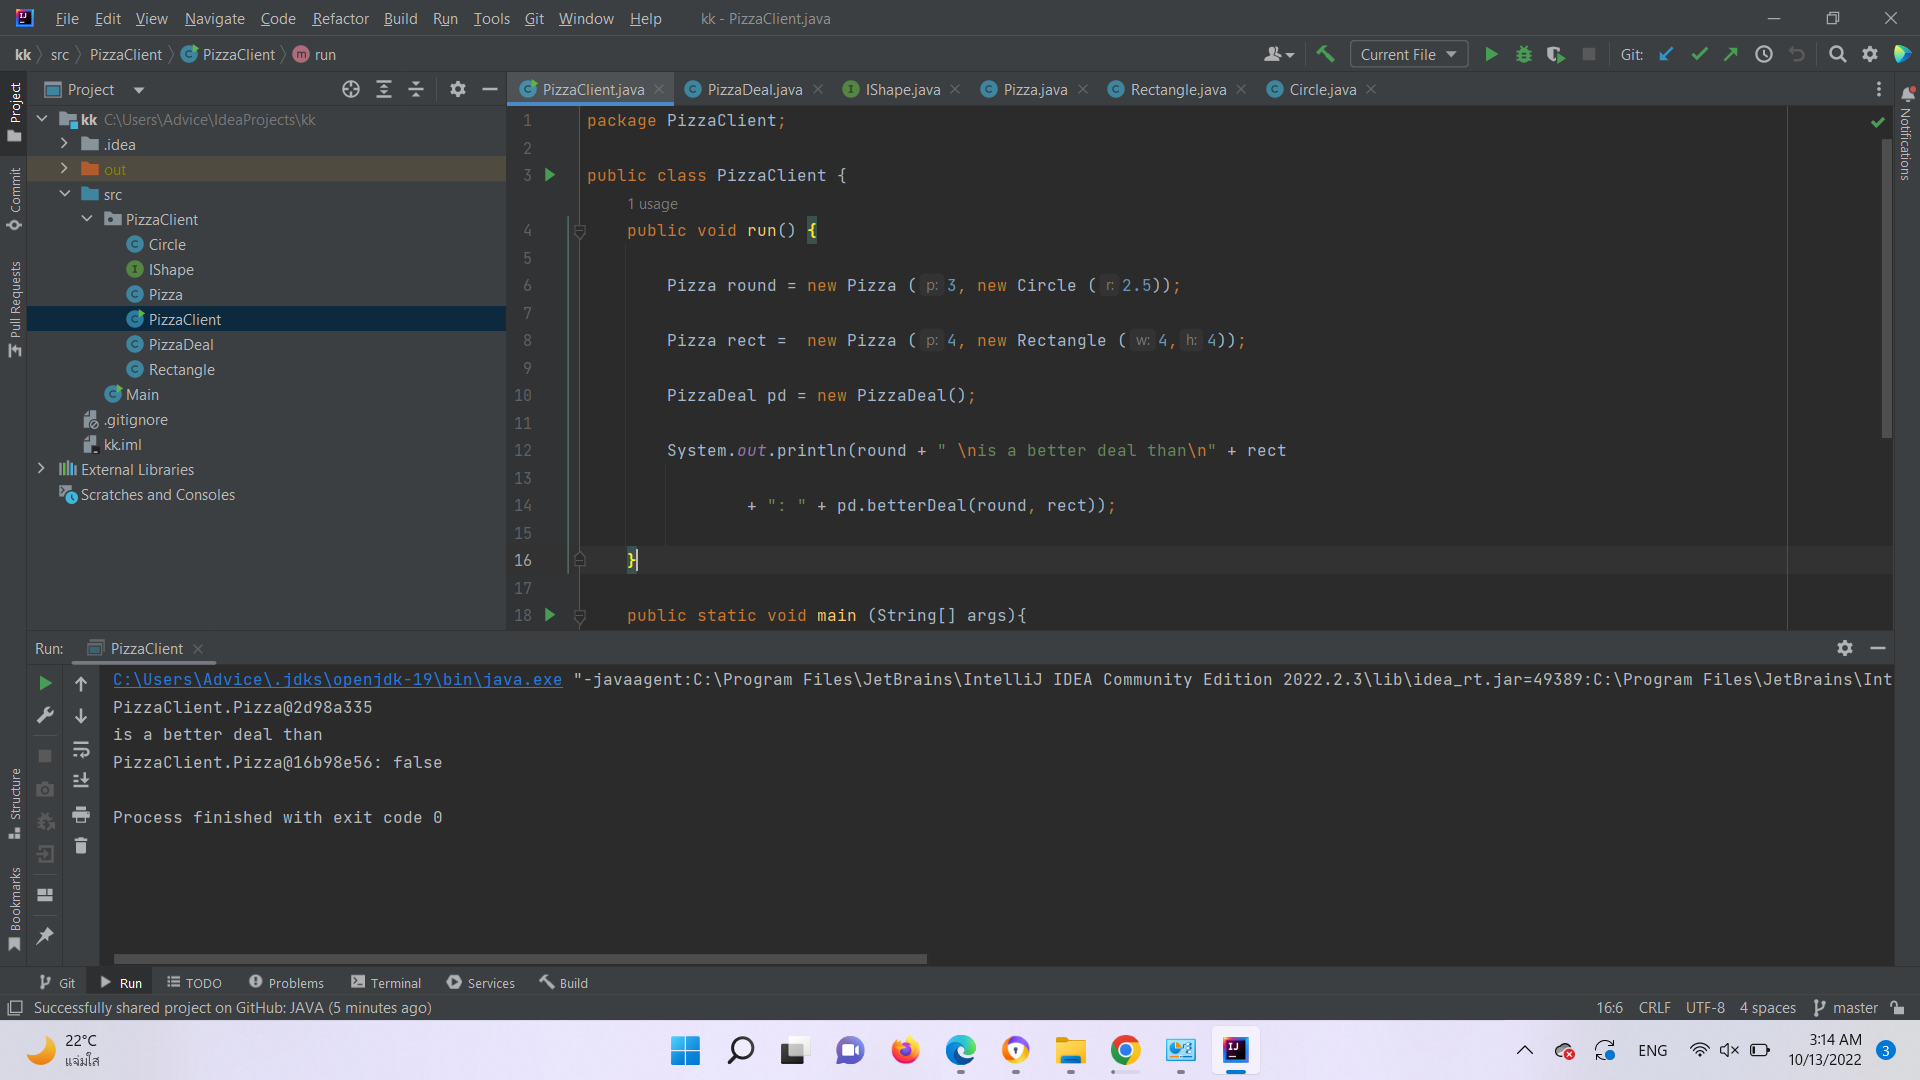 File Edit View Navigate Code Refactor Build Run Tools Git Window Help kk - PizzaClient.java
kk src PizzaClient PizzaClient run
Current File Git:
Project
PizzaClient.java PizzaDeal.java IShape.java Pizza.java Rectangle.java Circle.java
Project
Commit
Pull Requests
Structure
Bookmarks
Notifications
kk C:\Users\Advice\IdeaProjects\kk
.idea
out
src
PizzaClient
Circle
IShape
Pizza
PizzaClient
PizzaDeal
Rectangle
Main
.gitignore
kk.iml
External Libraries
Scratches and Consoles
1 package PizzaClient;
2
3 public class PizzaClient {
1 usage
4 public void run() {
5
6 Pizza round = new Pizza ( p: 3, new Circle ( r: 2.5));
7
8 Pizza rect =  new Pizza ( p: 4, new Rectangle ( w: 4, h: 4));
9
10 PizzaDeal pd = new PizzaDeal();
11
12 System.out.println(round + " \nis a better deal than\n" + rect
13
14 + ": " + pd.betterDeal(round, rect));
15
16 }
17
18 public static void main (String[] args){
Run: PizzaClient
C:\Users\Advice\.jdks\openjdk-19\bin\java.exe "-javaagent:C:\Program Files\JetBrains\IntelliJ IDEA Community Edition 2022.2.3\lib\idea_rt.jar=49389:C:\Program Files\JetBrains\Int
PizzaClient.Pizza@2d98a335
is a better deal than
PizzaClient.Pizza@16b98e56: false
Process finished with exit code 0
Git Run TODO Problems Terminal Services Build
Successfully shared project on GitHub: JAVA (5 minutes ago) 16:6 CRLF UTF-8 4 spaces master
22°C
แจ่มใส
ENG
3:14 AM
10/13/2022
3